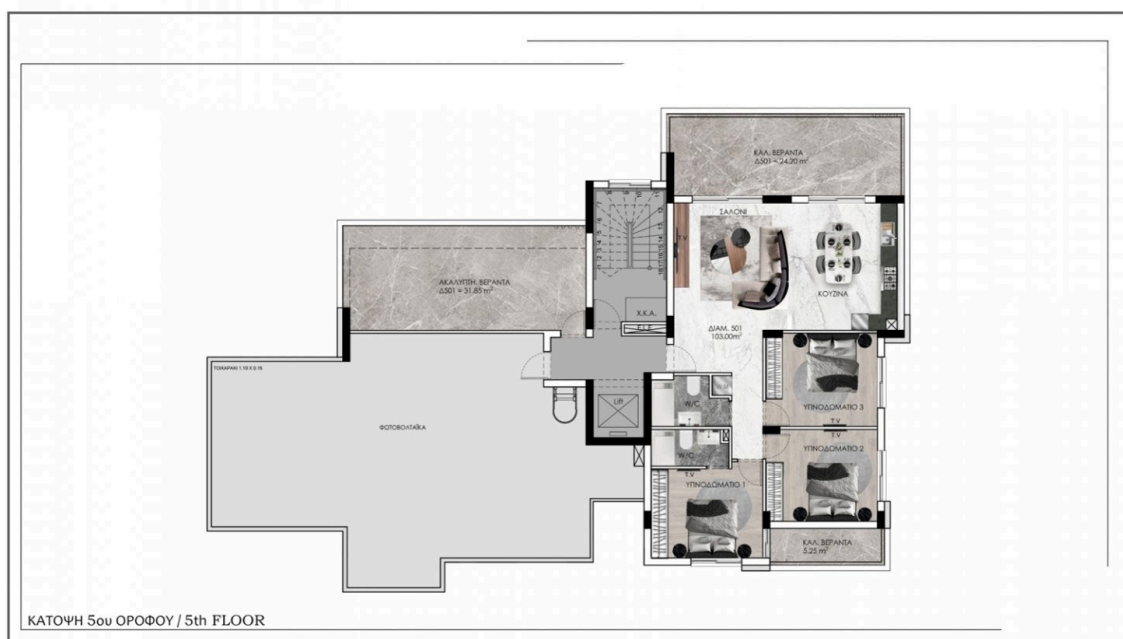 ΚΑΛ. ΒΕΡΑΝΤΑ
Δ501 = 24.20 m²
ΣΑΛΟΝΙ
T.V
ΚΟΥΖΙΝΑ
ΑΚΑΛΥΠΤΗ. ΒΕΡΑΝΤΑ
Δ501 = 31.85 m²
Χ.Κ.Α.
ΔΙΑΜ. 501
103.00m²
ΦΩΤΟΒΟΛΤΑΪΚΑ
Lift
W/C
ΥΠΝΟΔΩΜΑΤΙΟ 3
T.V
T.V
ΥΠΝΟΔΩΜΑΤΙΟ 2
W/C
T.V
ΥΠΝΟΔΩΜΑΤΙΟ 1
ΚΑΛ. ΒΕΡΑΝΤΑ
5.25 m²
ΚΑΤΟΨΗ 5ου ΟΡΟΦΟΥ / 5th FLOOR